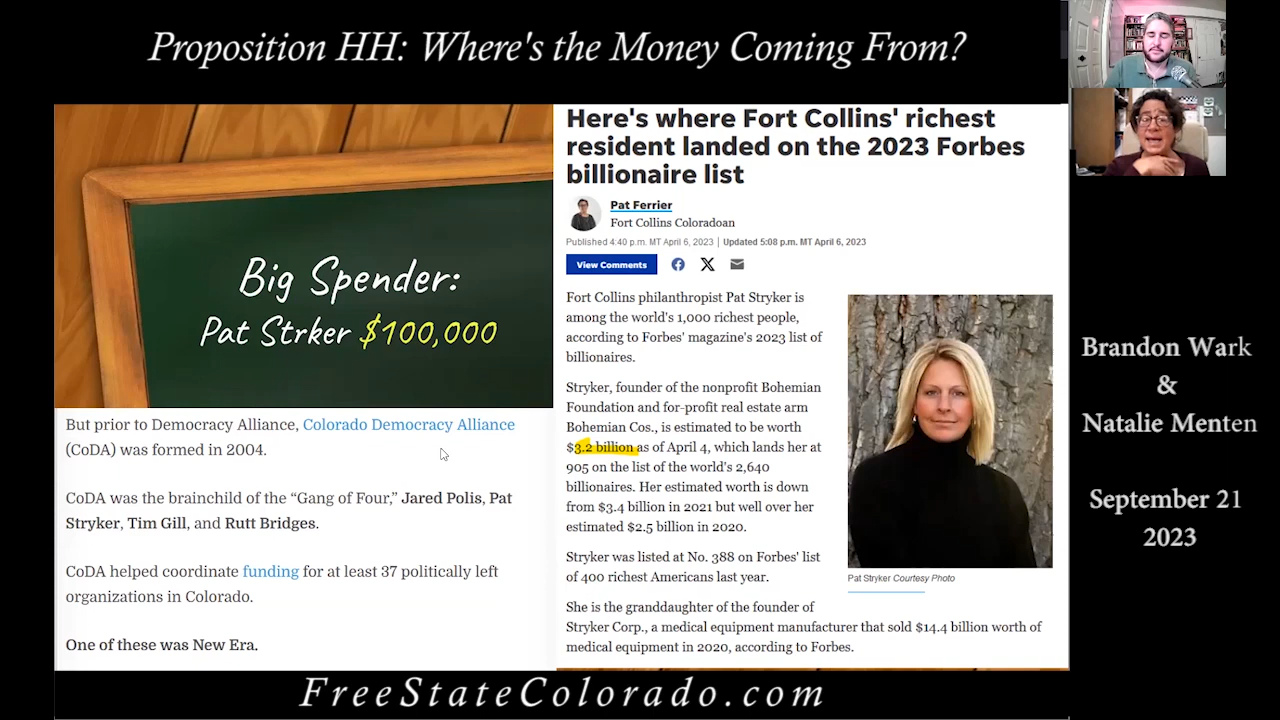 Proposition HH: Where's the Money Coming From?
Big Spender:
Pat Strker $100,000
But prior to Democracy Alliance, Colorado Democracy Alliance
(CoDA) was formed in 2004.
CoDA was the brainchild of the “Gang of Four,” Jared Polis, Pat
Stryker, Tim Gill, and Rutt Bridges.
CoDA helped coordinate funding for at least 37 politically left
organizations in Colorado.
One of these was New Era.
Here's where Fort Collins' richest
resident landed on the 2023 Forbes
billionaire list
Pat Ferrier
Fort Collins Coloradoan
Published 4:40 p.m. MT April 6, 2023 | Updated 5:08 p.m. MT April 6, 2023
View Comments
Fort Collins philanthropist Pat Stryker is
among the world's 1,000 richest people,
according to Forbes' magazine's 2023 list of
billionaires.
Stryker, founder of the nonprofit Bohemian
Foundation and for-profit real estate arm
Bohemian Cos., is estimated to be worth
$3.2 billion as of April 4, which lands her at
905 on the list of the world's 2,640
billionaires. Her estimated worth is down
from $3.4 billion in 2021 but well over her
estimated $2.5 billion in 2020.
Stryker was listed at No. 388 on Forbes' list
of 400 richest Americans last year.
She is the granddaughter of the founder of
Stryker Corp., a medical equipment manufacturer that sold $14.4 billion worth of
medical equipment in 2020, according to Forbes.
Pat Stryker Courtesy Photo
Brandon Wark
&
Natalie Menten
September 21
2023
FreeStateColorado.com